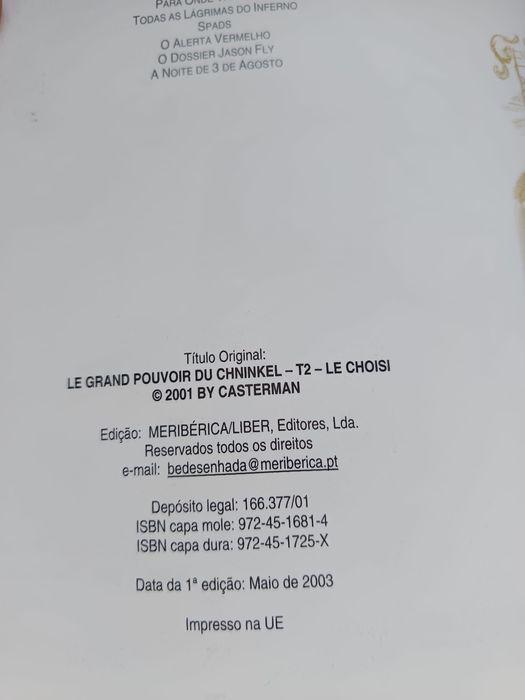 PARA ONDE
TODAS AS LÁGRIMAS DO INFERNO
SPADS
O ALERTA VERMELHO
O DOSSIER JASON FLY
A NOITE DE 3 DE AGOSTO
Título Original:
LE GRAND POUVOIR DU CHNINKEL – T2 – LE CHOISI
© 2001 BY CASTERMAN
Edição: MERIBÉRICA/LIBER, Editores, Lda.
Reservados todos os direitos
e-mail: bedesenhada@meriberica.pt
Depósito legal: 166.377/01
ISBN capa mole: 972-45-1681-4
ISBN capa dura: 972-45-1725-X
Data da 1ª edição: Maio de 2003
Impresso na UE